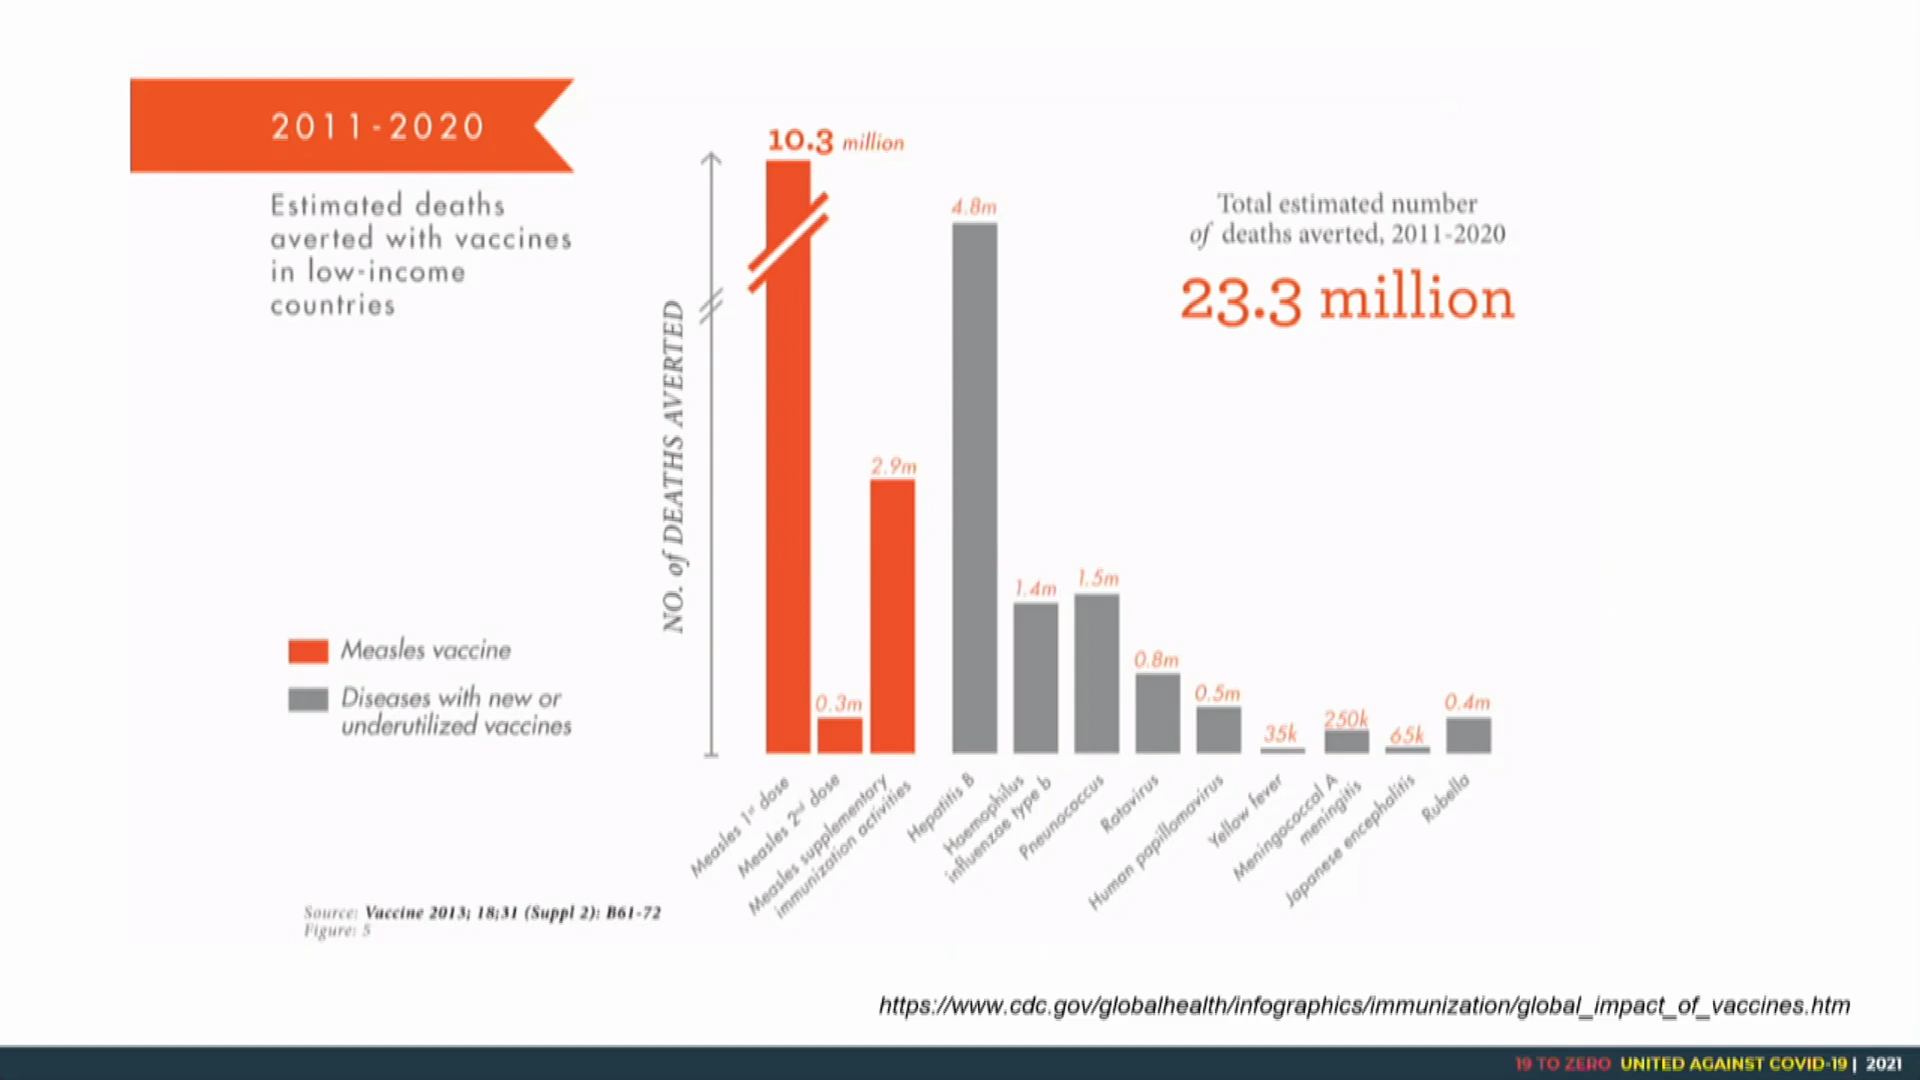 2011-2020
Estimated deaths
averted with vaccines
in low-income
countries
Measles vaccine
Diseases with new or
underutilized vaccines
NO. of DEATHS AVERTED
10.3 million
0.3m
2.9m
4.8m
1.4m
1.5m
0.8m
0.5m
35k
250k
65k
0.4m
Measles 1st dose
Measles 2nd dose
Measles supplementary
immunization activities
Hepatitis B
Haemophilus
influenzae type b
Pneunococcus
Rotavirus
Human papillomavirus
Yellow fever
Meningococcal A
meningitis
Japanese encephalitis
Rubella
Total estimated number
of deaths averted, 2011-2020
23.3 million
Source: Vaccine 2013; 18;31 (Suppl 2): B61-72
Figure: 5
https://www.cdc.gov/globalhealth/infographics/immunization/global_impact_of_vaccines.htm
19 TO ZERO UNITED AGAINST COVID-19 | 2021